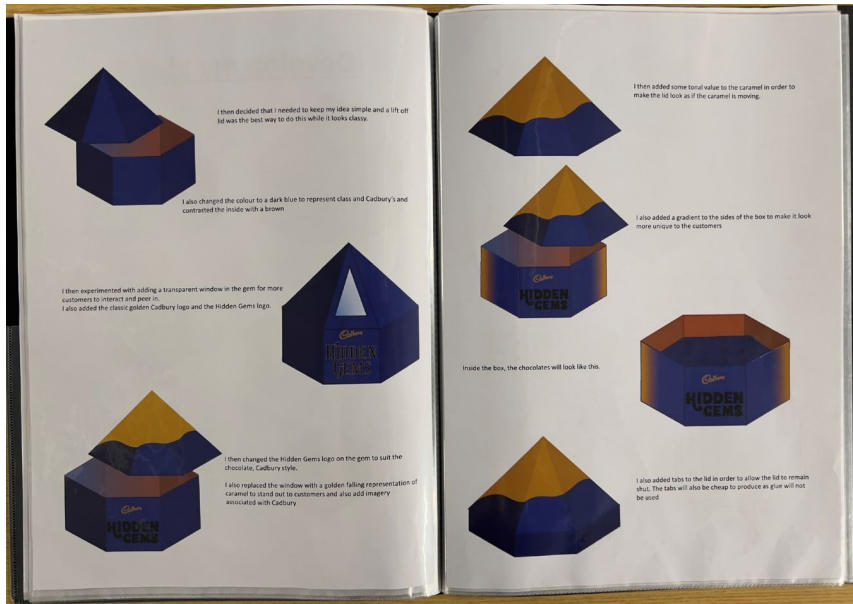 I then decided that I needed to keep my idea simple and a lift off
lid was the best way to do this while it looks classy.
I also changed the colour to a dark blue to represent class and Cadbury's and
contrasted the inside with a brown
I then experimented with adding a transparent window in the gem for more
customers to interact and peer in.
I also added the classic golden Cadbury logo and the Hidden Gems logo.
Cadbury
HIDDEN
GEMS
I then changed the Hidden Gems logo on the gem to suit the
chocolate, Cadbury style.
I also replaced the window with a golden falling representation of
caramel to stand out to customers and also add imagery
associated with Cadbury
Cadbury
HIDDEN
GEMS
I then added some tonal value to the caramel in order to
make the lid look as if the caramel is moving.
I also added a gradient to the sides of the box to make it look
more unique to the customers
Cadbury
HIDDEN
GEMS
Inside the box, the chocolates will look like this.
Cadbury
HIDDEN
GEMS
I also added tabs to the lid in order to allow the lid to remain
shut. The tabs will also be cheap to produce as glue will not
be used